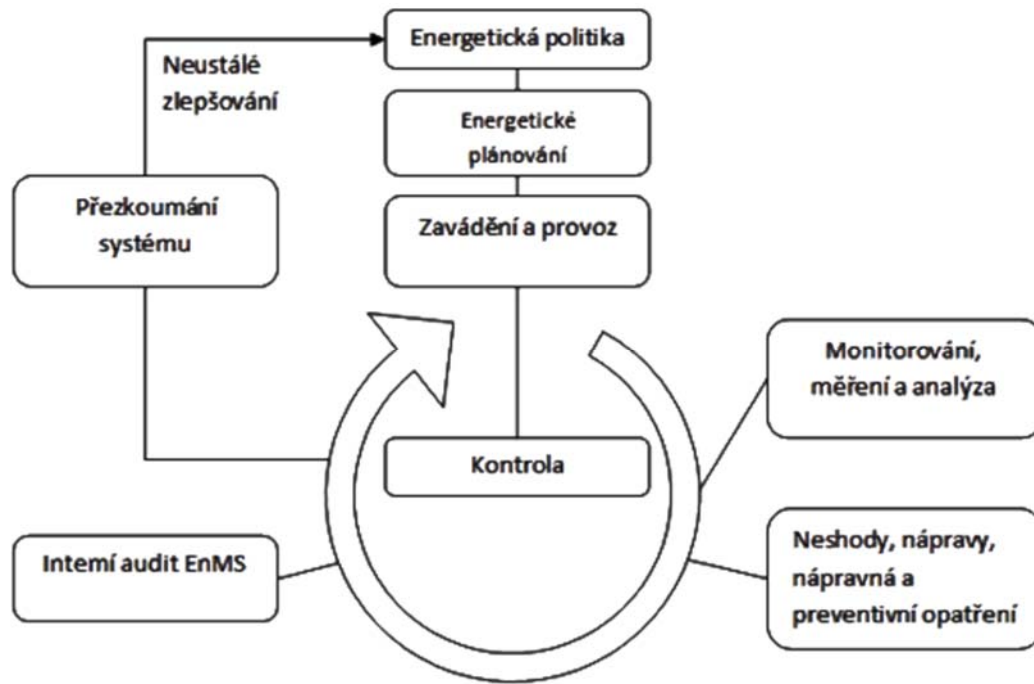 Energetická politika
Neustálé
zlepšování
Energetické
plánování
Přezkoumání
systému
Zavádění a provoz
Monitorování,
měření a analýza
Kontrola
Interní audit EnMS
Neshody, nápravy,
nápravná a
preventivní opatření